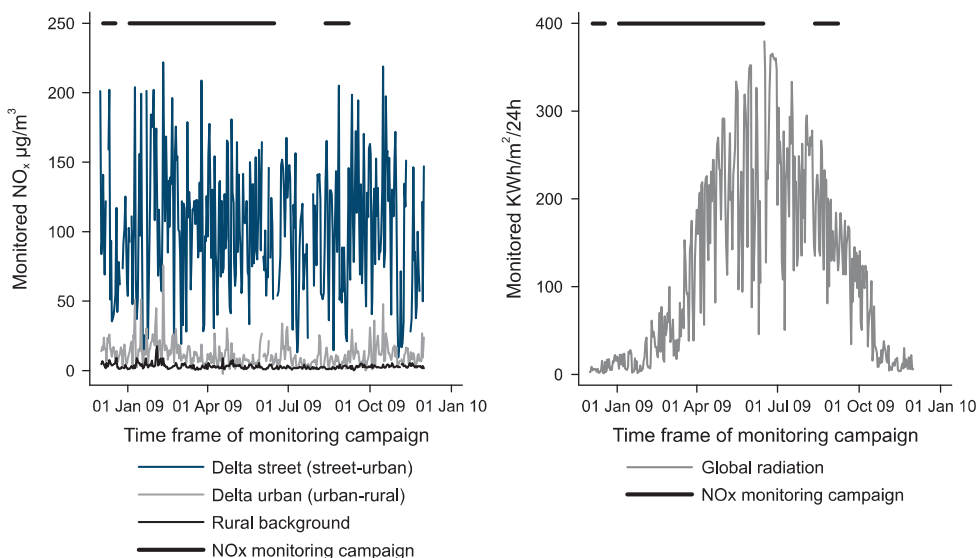 Monitored NOx µg/m³
250
200
150
100
50
0
01 Jan 09
01 Apr 09
01 Jul 09
01 Oct 09
01 Jan 10
Time frame of monitoring campaign
Delta street (street-urban)
Delta urban (urban-rural)
Rural background
NOx monitoring campaign
Monitored KWh/m²/24h
400
300
200
100
0
01 Jan 09
01 Apr 09
01 Jul 09
01 Oct 09
01 Jan 10
Time frame of monitoring campaign
Global radiation
NOx monitoring campaign